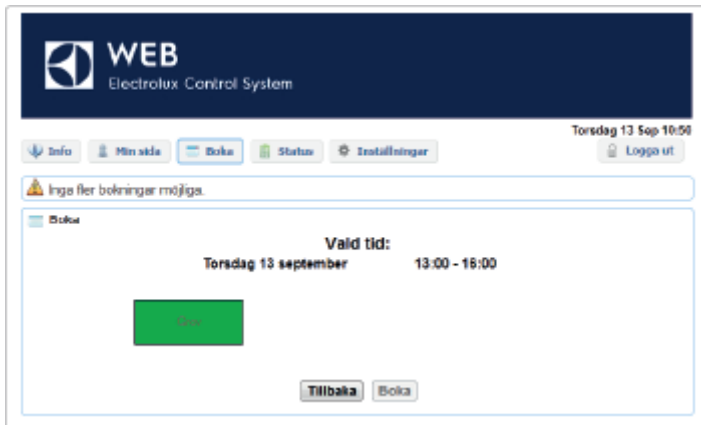 WEB
Electrolux Control System
Torsdag 13 Sep 10:50
Info Min sida Boka Status Inställningar Logga ut
Inga fler bokningar möjliga.
Boka
Vald tid:
Torsdag 13 september 13:00 - 16:00
Tillbaka Boka